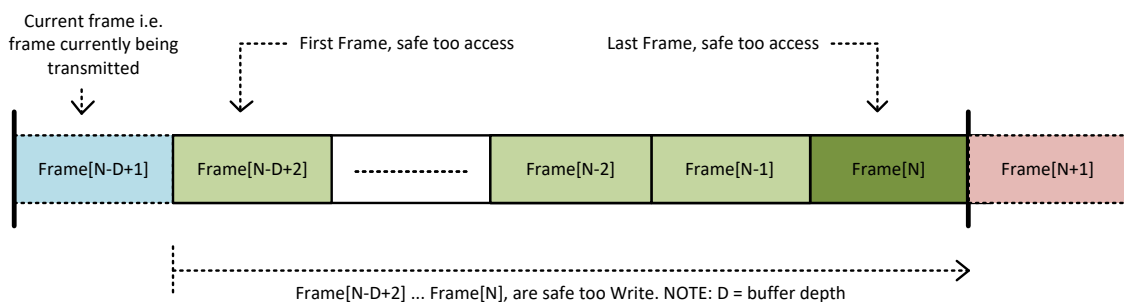 Current frame i.e.
frame currently being
transmitted
First Frame, safe too access
Last Frame, safe too access
Frame[N-D+1]
Frame[N-D+2]
Frame[N-2]
Frame[N-1]
Frame[N]
Frame[N+1]
Frame[N-D+2] ... Frame[N], are safe too Write. NOTE: D = buffer depth